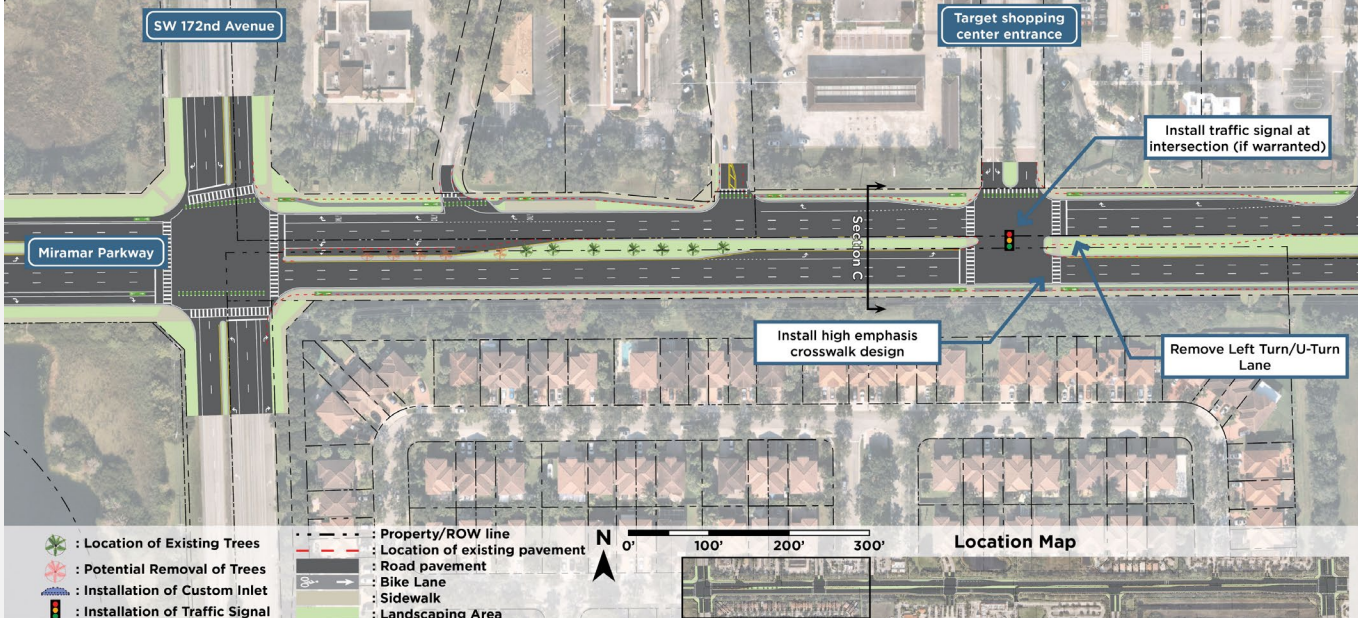 SW 172nd Avenue
Target shopping
center entrance
Install traffic signal at
intersection (if warranted)
Miramar Parkway
Section C
Install high emphasis
crosswalk design
Remove Left Turn/U-Turn
Lane
: Location of Existing Trees
: Potential Removal of Trees
: Installation of Custom Inlet
: Installation of Traffic Signal
: Property/ROW line
: Location of existing pavement
: Road pavement
: Bike Lane
: Sidewalk
: Landscaping Area
N
0' 100' 200' 300'
Location Map